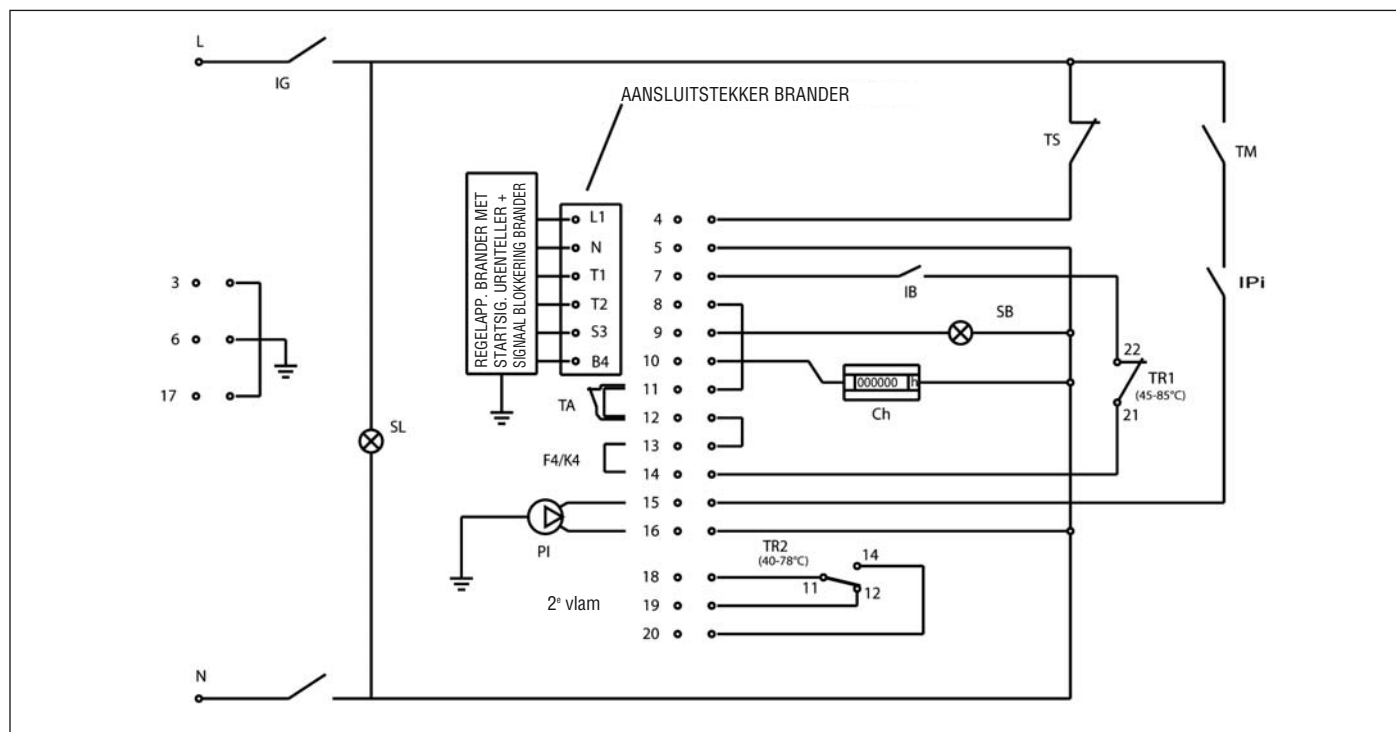 L
IG
AANSLUITSTEKKER BRANDER
TS
TM
REGELAPP. BRANDER MET
STARTSIG. URENTELLER +
SIGNAAL BLOKKERING BRANDER
L1
N
T1
T2
S3
B4
4
5
7
8
9
10
11
12
13
14
15
16
18
19
20
3
6
17
IB
IPi
SB
22
TR1
(45-85°C)
21
000000 h
Ch
TA
SL
F4/K4
PI
TR2
(40-78°C)
14
11
12
2e vlam
N